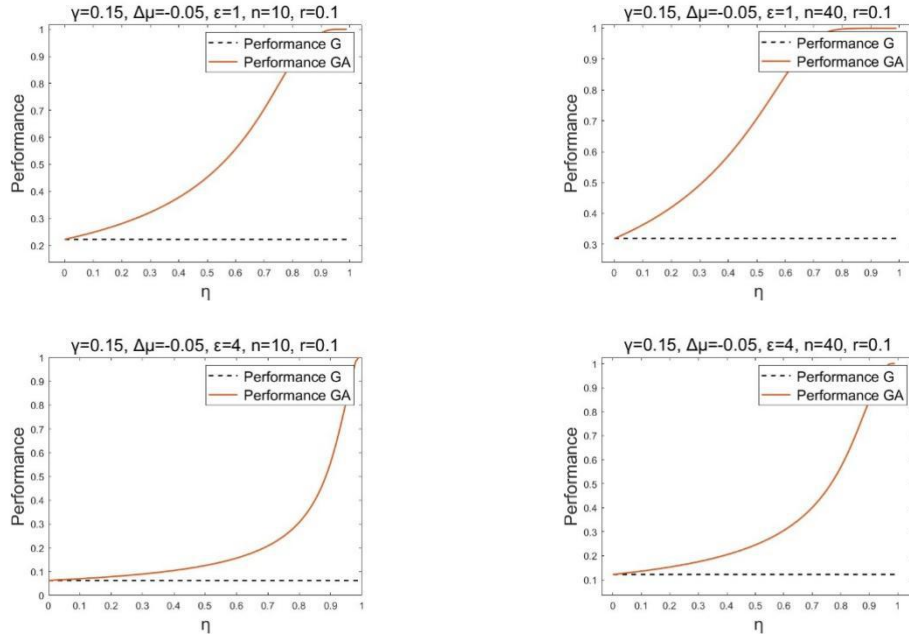 γ=0.15, Δμ=-0.05, ε=1, n=10, r=0.1
Performance G
Performance GA
Performance
1
0.9
0.8
0.7
0.6
0.5
0.4
0.3
0.2
0 0.1 0.2 0.3 0.4 0.5 0.6 0.7 0.8 0.9 1
η
γ=0.15, Δμ=-0.05, ε=1, n=40, r=0.1
Performance G
Performance GA
Performance
1
0.9
0.8
0.7
0.6
0.5
0.4
0.3
0 0.1 0.2 0.3 0.4 0.5 0.6 0.7 0.8 0.9 1
η
γ=0.15, Δμ=-0.05, ε=4, n=10, r=0.1
Performance G
Performance GA
Performance
1
0.9
0.8
0.7
0.6
0.5
0.4
0.3
0.2
0.1
0
0 0.1 0.2 0.3 0.4 0.5 0.6 0.7 0.8 0.9 1
η
γ=0.15, Δμ=-0.05, ε=4, n=40, r=0.1
Performance G
Performance GA
Performance
1
0.9
0.8
0.7
0.6
0.5
0.4
0.3
0.2
0.1
0 0.1 0.2 0.3 0.4 0.5 0.6 0.7 0.8 0.9 1
η